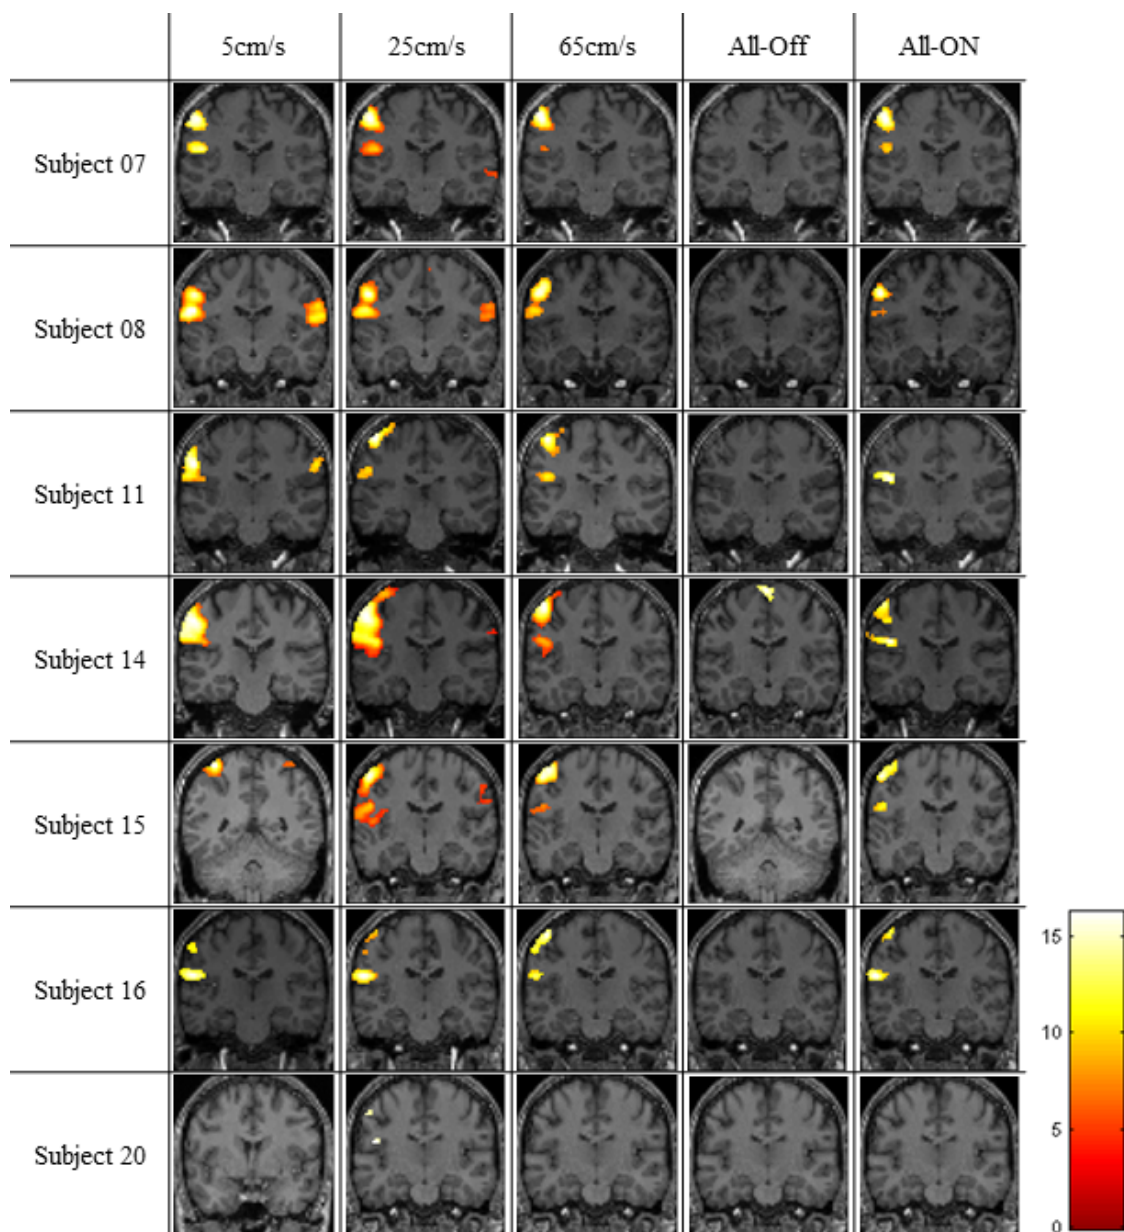 5cm/s 25cm/s 65cm/s All-Off All-ON
Subject 07
Subject 08
Subject 11
Subject 14
Subject 15
Subject 16
15
10
Subject 20
5
0